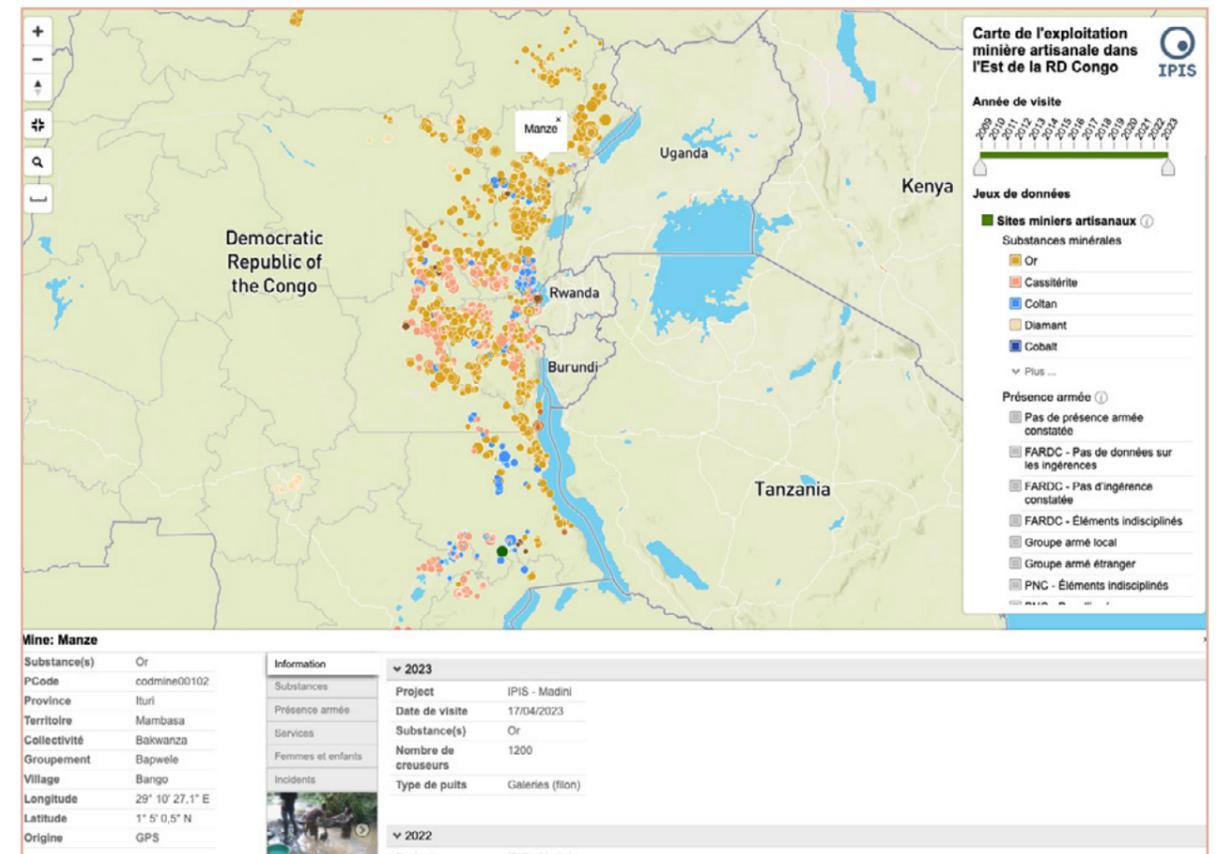 +
−
Manze
×
Democratic
Republic of
the Congo
Uganda
Kenya
Rwanda
Burundi
Tanzania
Carte de l'exploitation
minière artisanale dans
l'Est de la RD Congo
IPIS
Année de visite
2009 2010 2011 2012 2013 2014 2015 2016 2017 2018 2019 2020 2021 2022 2023
Jeux de données
Sites miniers artisanaux i
Substances minérales
Or
Cassitérite
Coltan
Diamant
Cobalt
Plus ...
Présence armée i
Pas de présence armée
constatée
FARDC - Pas de données sur
les ingérences
FARDC - Pas d'ingérence
constatée
FARDC - Éléments indisciplinés
Groupe armé local
Groupe armé étranger
PNC - Éléments indisciplinés
Mine: Manze
Substance(s) Or
PCode codmine00102
Province Ituri
Territoire Mambasa
Collectivité Bakwanza
Groupement Bapwele
Village Bango
Longitude 29° 10' 27,1" E
Latitude 1° 5' 0,5" N
Origine GPS
Information
Substances
Présence armée
Services
Femmes et enfants
Incidents
2023
Project IPIS - Madini
Date de visite 17/04/2023
Substance(s) Or
Nombre de 1200
creuseurs
Type de puits Galeries (filon)
2022